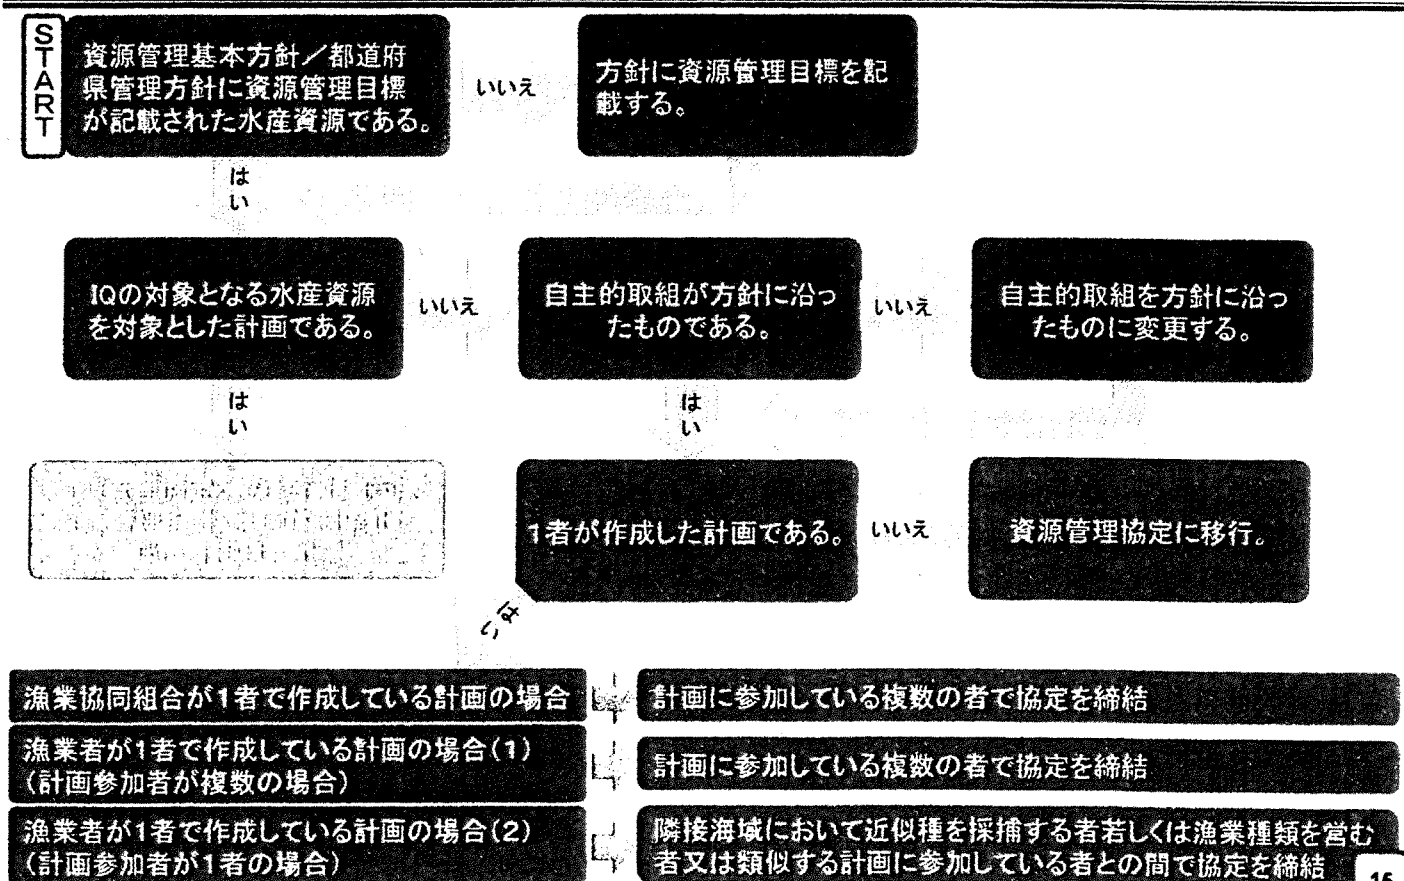 START
資源管理基本方針／都道府
県管理方針に資源管理目標
が記載された水産資源である。
いいえ
方針に資源管理目標を記
載する。
はい
IQの対象となる水産資源
を対象とした計画である。
いいえ
自主的取組が方針に沿っ
たものである。
いいえ
自主的取組を方針に沿っ
たものに変更する。
はい
はい
1者が作成した計画である。
いいえ
資源管理協定に移行。
はい
漁業協同組合が1者で作成している計画の場合
計画に参加している複数の者で協定を締結
漁業者が1者で作成している計画の場合(1)
(計画参加者が複数の場合)
計画に参加している複数の者で協定を締結
漁業者が1者で作成している計画の場合(2)
(計画参加者が1者の場合)
隣接海域において近似種を採捕する者若しくは漁業種類を営む
者又は類似する計画に参加している者との間で協定を締結
15